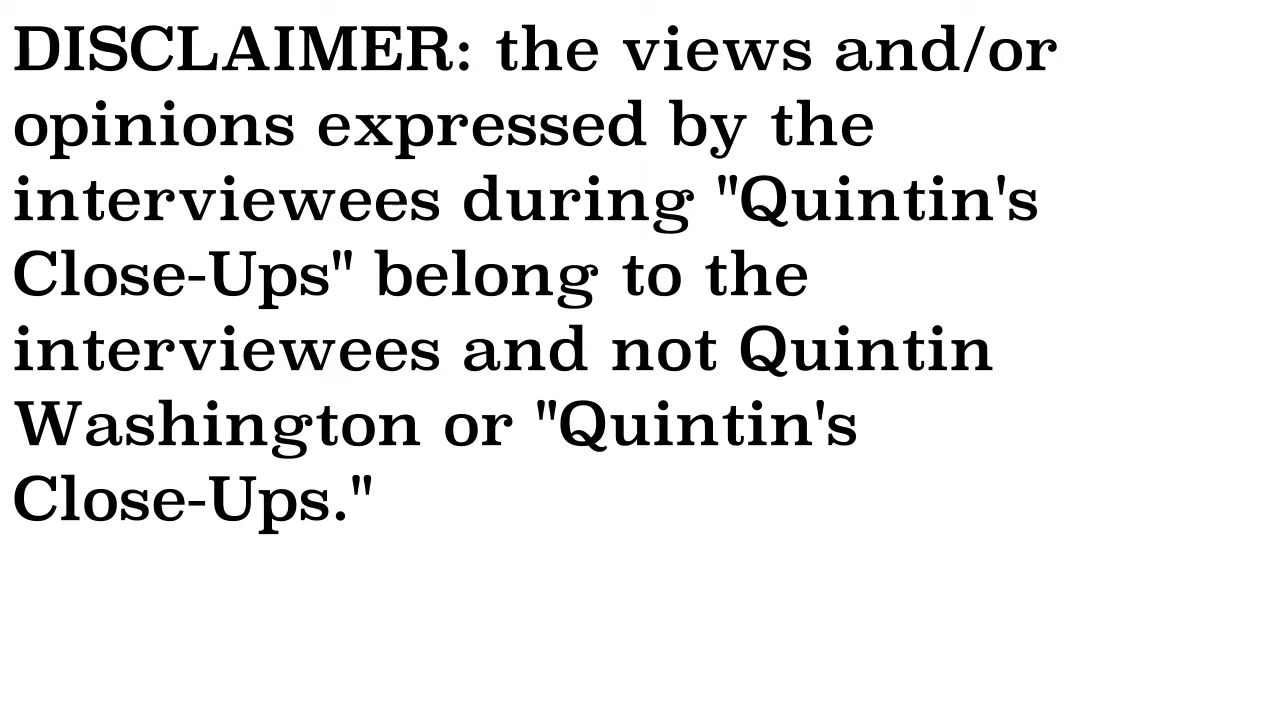 DISCLAIMER: the views and/or
opinions expressed by the
interviewees during "Quintin's
Close-Ups" belong to the
interviewees and not Quintin
Washington or "Quintin's
Close-Ups."